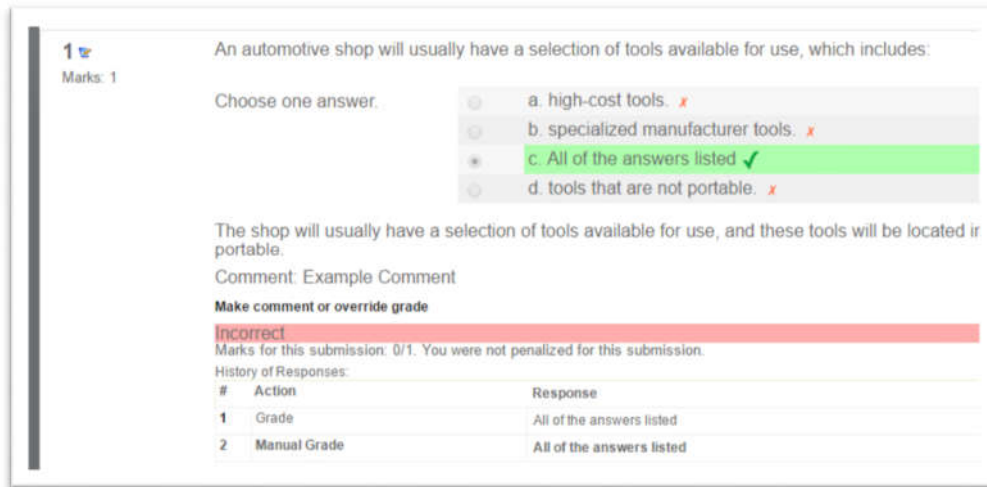 1
An automotive shop will usually have a selection of tools available for use, which includes:
Marks: 1
Choose one answer.
a. high-cost tools. x
b. specialized manufacturer tools. x
c. All of the answers listed ✓
d. tools that are not portable. x
The shop will usually have a selection of tools available for use, and these tools will be located in
portable.
Comment: Example Comment
Make comment or override grade
Incorrect
Marks for this submission: 0/1. You were not penalized for this submission.
History of Responses:
# Action Response
1 Grade All of the answers listed
2 Manual Grade All of the answers listed